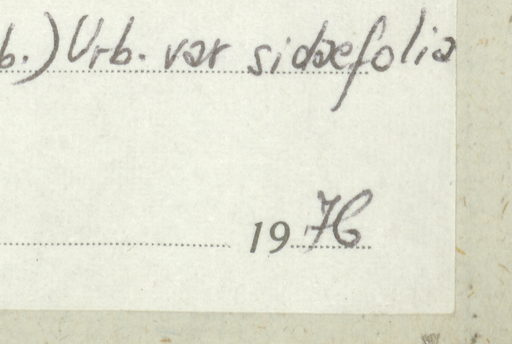 b.) Urb. var sidaefolia
1976